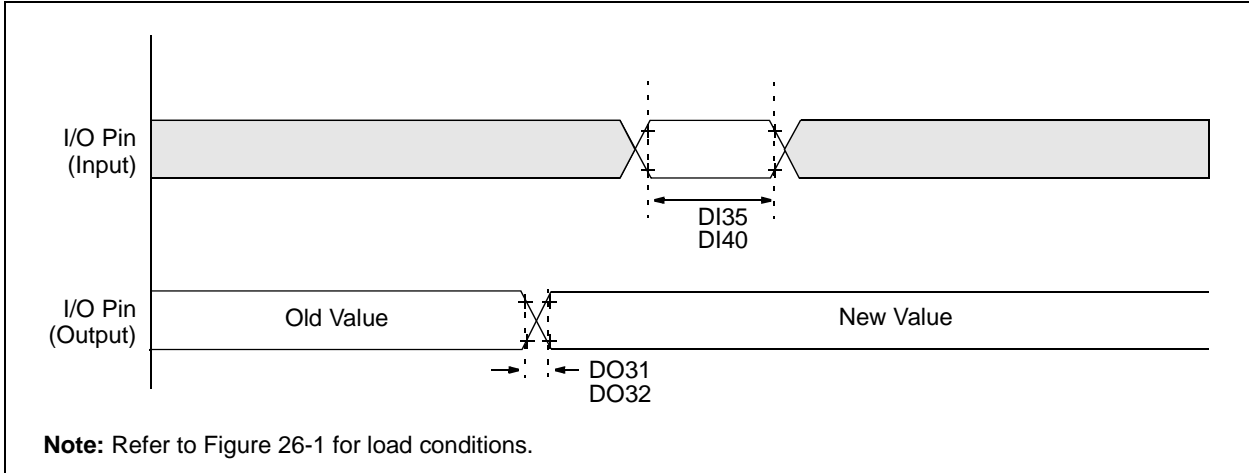 I/O Pin
(Input)
DI35
DI40
I/O Pin
(Output)
Old Value
New Value
DO31
DO32
Note: Refer to Figure 26-1 for load conditions.